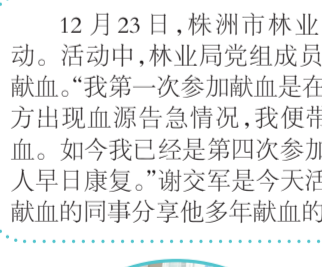 12月23日，株洲市林业
动。活动中，林业局党组成员
献血。“我第一次参加献血是在
方出现血源告急情况，我便带
血。如今我已经是第四次参加
人早日康复。”谢交军是今天活
献血的同事分享他多年献血的